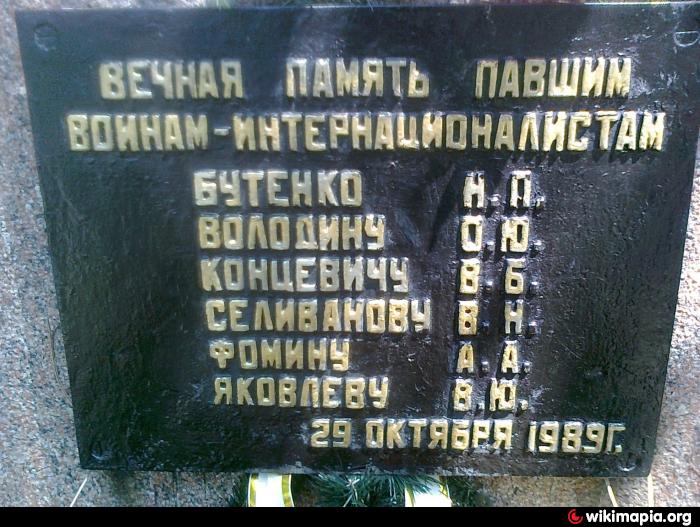 ВЕЧНАЯ ПАМЯТЬ ПАВШИМ
ВОИНАМ-ИНТЕРНАЦИОНАЛИСТАМ
БУТЕНКО Н.П.
ВОЛОДИНУ О.Ю.
КОНЦЕВИЧУ В.Б.
СЕЛИВАНОВУ В.Н.
ФОМИНУ А.А.
ЯКОВЛЕВУ В.Ю.
29 ОКТЯБРЯ 1989Г.
wikimapia.org